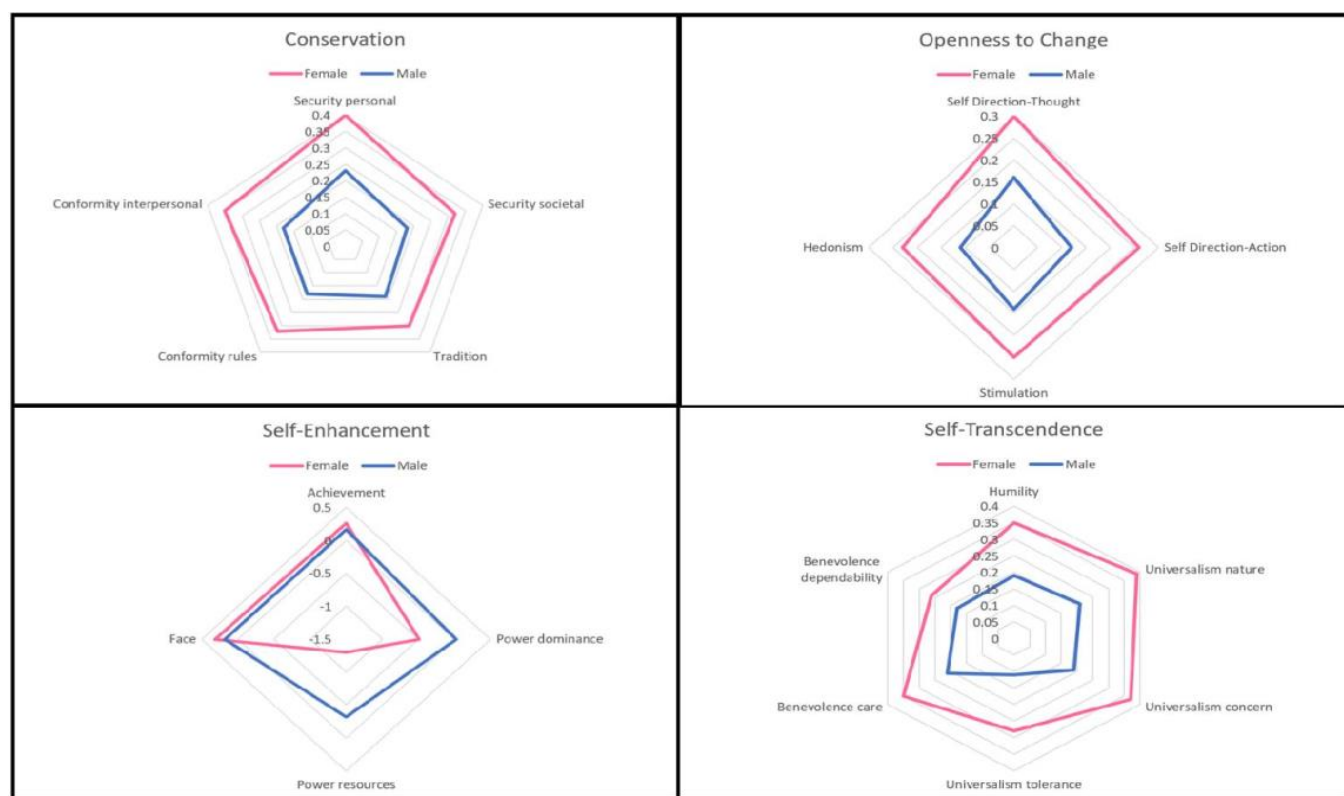 Conservation
Female Male
Security personal
0.4
0.35
0.3
0.25
0.2
0.15
0.1
0.05
0
Conformity interpersonal
Security societal
Conformity rules
Tradition
Openness to Change
Female Male
Self Direction-Thought
0.3
0.25
0.2
0.15
0.1
0.05
0
Hedonism
Self Direction-Action
Stimulation
Self-Enhancement
Female Male
Achievement
0.5
0
-0.5
-1
-1.5
Face
Power dominance
Power resources
Self-Transcendence
Female Male
Humility
0.4
0.35
0.3
0.25
0.2
0.15
0.1
0.05
0
Benevolence
dependability
Universalism nature
Benevolence care
Universalism concern
Universalism tolerance